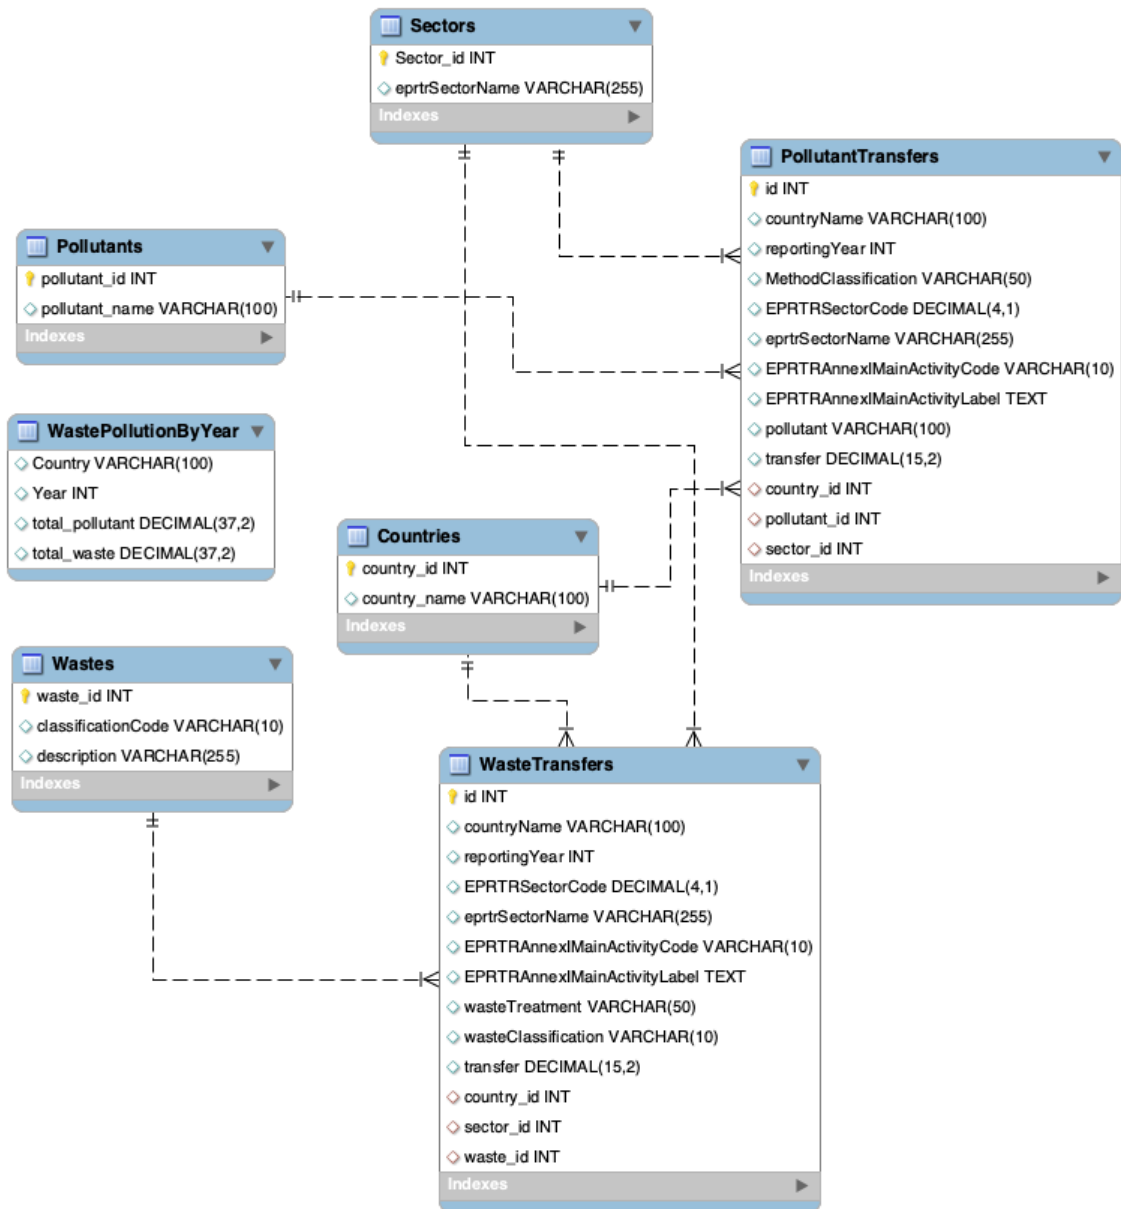 Sectors
Sector_id INT
eprtrSectorName VARCHAR(255)
Indexes
PollutantTransfers
id INT
countryName VARCHAR(100)
reportingYear INT
MethodClassification VARCHAR(50)
EPRTRSectorCode DECIMAL(4,1)
eprtrSectorName VARCHAR(255)
EPRTRAnnexIMainActivityCode VARCHAR(10)
EPRTRAnnexIMainActivityLabel TEXT
pollutant VARCHAR(100)
transfer DECIMAL(15,2)
country_id INT
pollutant_id INT
sector_id INT
Indexes
Pollutants
pollutant_id INT
pollutant_name VARCHAR(100)
Indexes
WastePollutionByYear
Country VARCHAR(100)
Year INT
total_pollutant DECIMAL(37,2)
total_waste DECIMAL(37,2)
Countries
country_id INT
country_name VARCHAR(100)
Indexes
Wastes
waste_id INT
classificationCode VARCHAR(10)
description VARCHAR(255)
Indexes
WasteTransfers
id INT
countryName VARCHAR(100)
reportingYear INT
EPRTRSectorCode DECIMAL(4,1)
eprtrSectorName VARCHAR(255)
EPRTRAnnexIMainActivityCode VARCHAR(10)
EPRTRAnnexIMainActivityLabel TEXT
wasteTreatment VARCHAR(50)
wasteClassification VARCHAR(10)
transfer DECIMAL(15,2)
country_id INT
sector_id INT
waste_id INT
Indexes